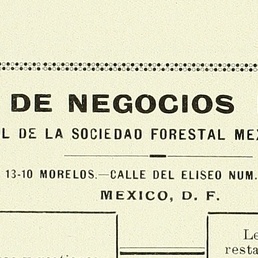 DE NEGOCIOS
L DE LA SOCIEDAD FORESTAL MEX
13-10 MORELOS.—CALLE DEL ELISEO NUM.
MEXICO, D. F.
Le
resta